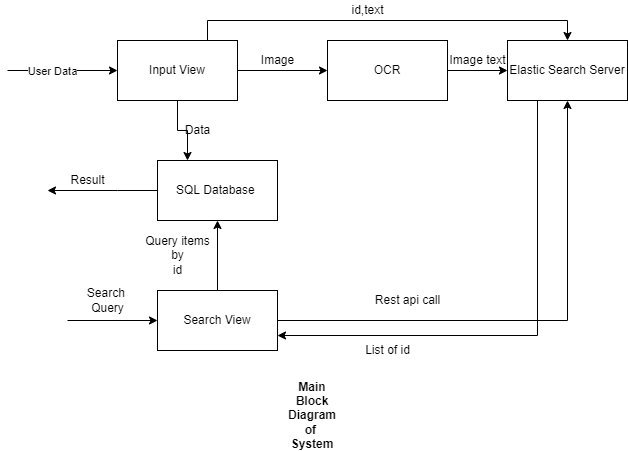 id,text
User Data
Input View
Image
OCR
Image text
Elastic Search Server
Data
Result
SQL Database
Query items
by
id
Search
Query
Search View
Rest api call
List of id
Main
Block
Diagram
of
System